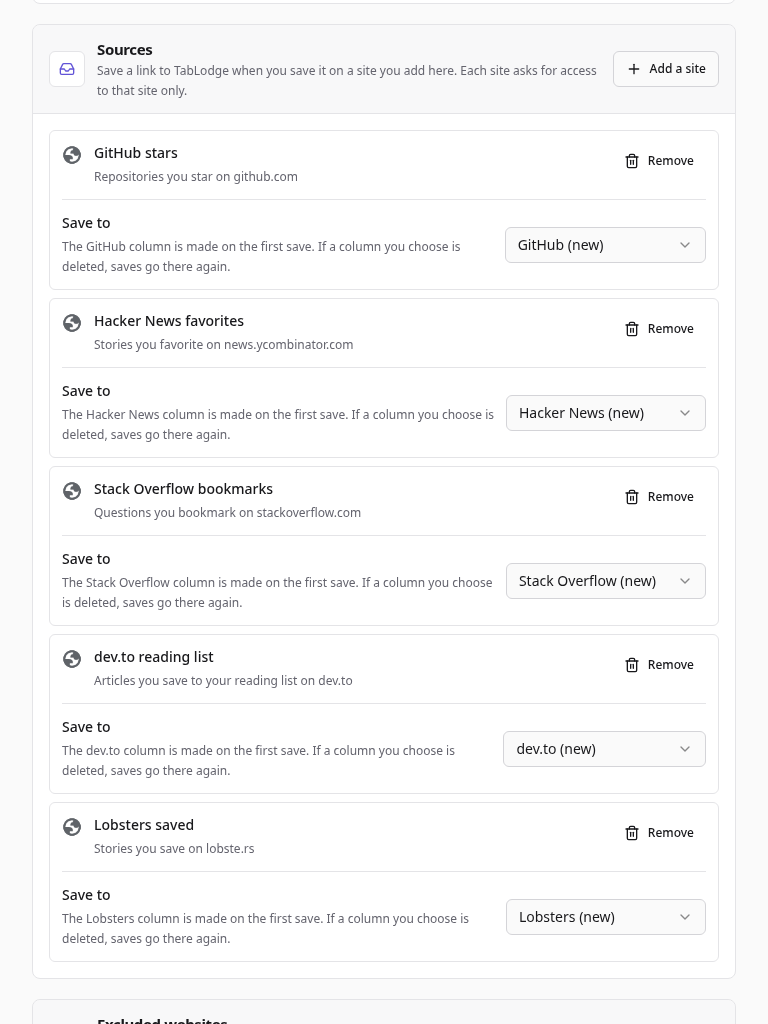 Sources
Save a link to TabLodge when you save it on a site you add here. Each site asks for access
to that site only.
Add a site
GitHub stars
Repositories you star on github.com
Remove
Save to
The GitHub column is made on the first save. If a column you choose is
deleted, saves go there again.
GitHub (new)
Hacker News favorites
Stories you favorite on news.ycombinator.com
Remove
Save to
The Hacker News column is made on the first save. If a column you choose is
deleted, saves go there again.
Hacker News (new)
Stack Overflow bookmarks
Questions you bookmark on stackoverflow.com
Remove
Save to
The Stack Overflow column is made on the first save. If a column you choose
is deleted, saves go there again.
Stack Overflow (new)
dev.to reading list
Articles you save to your reading list on dev.to
Remove
Save to
The dev.to column is made on the first save. If a column you choose is
deleted, saves go there again.
dev.to (new)
Lobsters saved
Stories you save on lobste.rs
Remove
Save to
The Lobsters column is made on the first save. If a column you choose is
deleted, saves go there again.
Lobsters (new)
Excluded websites